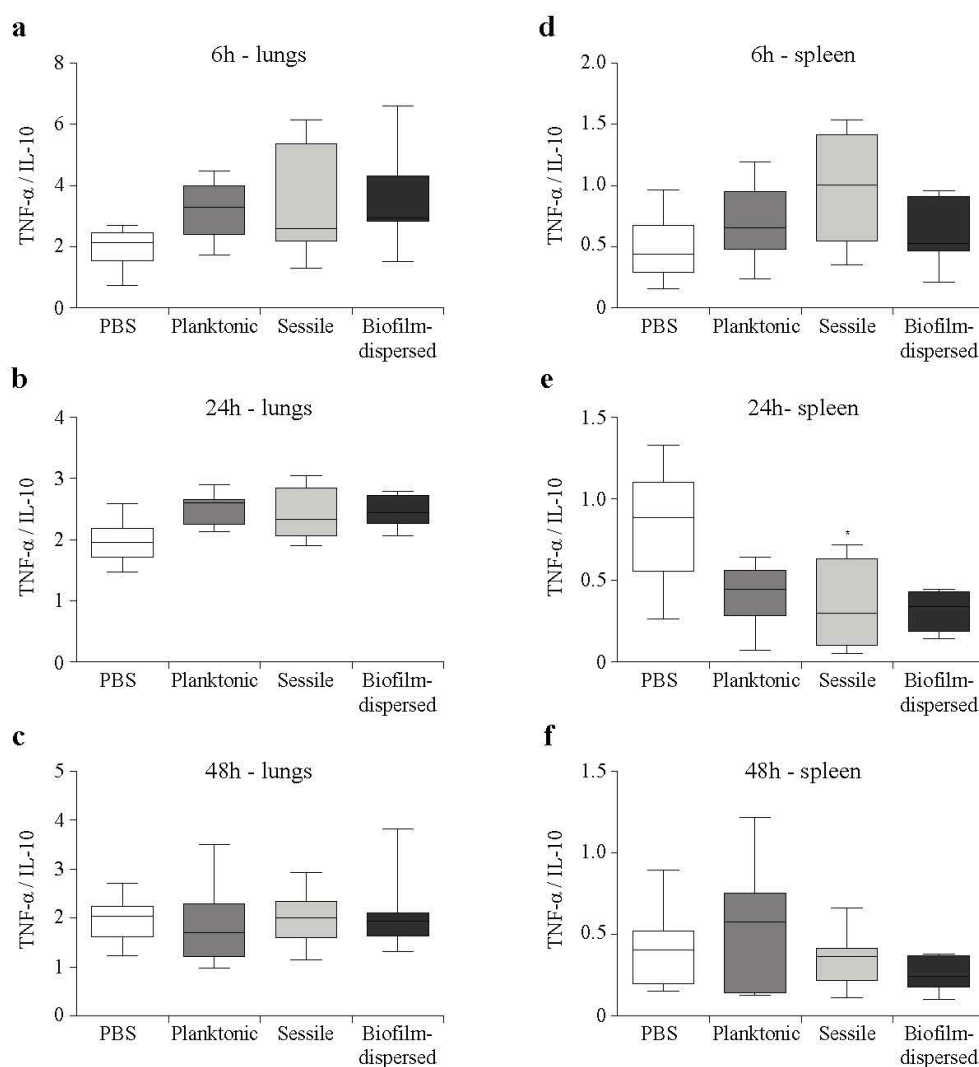 a
6h - lungs
TNF-α / IL-10
8
6
4
2
0
PBS Planktonic Sessile Biofilm-
dispersed
b
24h - lungs
TNF-α / IL-10
4
3
2
1
0
PBS Planktonic Sessile Biofilm-
dispersed
c
48h - lungs
TNF-α / IL-10
5
4
3
2
1
0
PBS Planktonic Sessile Biofilm-
dispersed
d
6h - spleen
TNF-α / IL-10
2.0
1.5
1.0
0.5
0
PBS Planktonic Sessile Biofilm-
dispersed
e
24h- spleen
TNF-α / IL-10
1.5
1.0
0.5
0
*
PBS Planktonic Sessile Biofilm-
dispersed
f
48h - spleen
TNF-α / IL-10
1.5
1.0
0.5
0
PBS Planktonic Sessile Biofilm-
dispersed